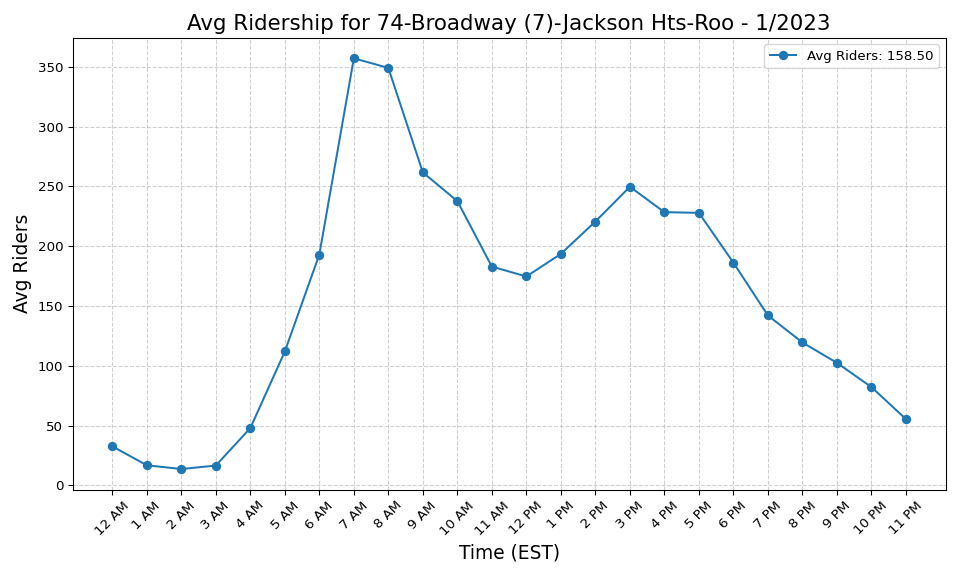 Avg Ridership for 74-Broadway (7)-Jackson Hts-Roo - 1/2023
Avg Riders: 158.50
Avg Riders
350
300
250
200
150
100
50
0
12 AM
1 AM
2 AM
3 AM
4 AM
5 AM
6 AM
7 AM
8 AM
9 AM
10 AM
11 AM
12 PM
1 PM
2 PM
3 PM
4 PM
5 PM
6 PM
7 PM
8 PM
9 PM
10 PM
11 PM
Time (EST)